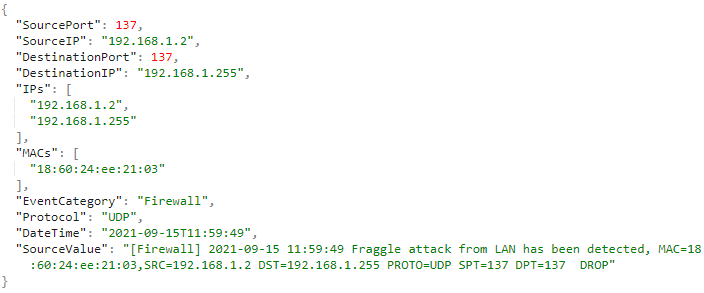 {
"SourcePort": 137,
"SourceIP": "192.168.1.2",
"DestinationPort": 137,
"DestinationIP": "192.168.1.255",
"IPs": [
"192.168.1.2",
"192.168.1.255"
],
"MACs": [
"18:60:24:ee:21:03"
],
"EventCategory": "Firewall",
"Protocol": "UDP",
"DateTime": "2021-09-15T11:59:49",
"SourceValue": "[Firewall] 2021-09-15 11:59:49 Fraggle attack from LAN has been detected, MAC=18
:60:24:ee:21:03,SRC=192.168.1.2 DST=192.168.1.255 PROTO=UDP SPT=137 DPT=137  DROP"
}